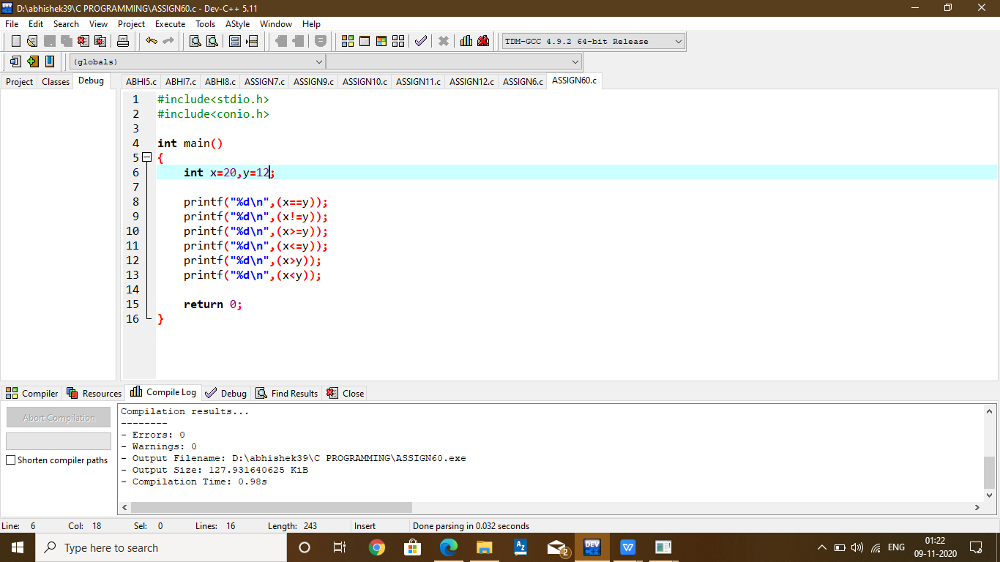 D:\abhishek39\C PROGRAMMING\ASSIGN60.c - Dev-C++ 5.11
File Edit Search View Project Execute Tools AStyle Window Help
TDM-GCC 4.9.2 64-bit Release
(globals)
Project Classes Debug ABHI5.c ABHI7.c ABHI8.c ASSIGN7.c ASSIGN9.c ASSIGN10.c ASSIGN11.c ASSIGN12.c ASSIGN6.c ASSIGN60.c
1 #include<stdio.h>
2 #include<conio.h>
3
4 int main()
5 {
6 int x=20,y=12;
7
8 printf("%d\n",(x==y));
9 printf("%d\n",(x!=y));
10 printf("%d\n",(x>=y));
11 printf("%d\n",(x<=y));
12 printf("%d\n",(x>y));
13 printf("%d\n",(x<y));
14
15 return 0;
16 }
Compiler Resources Compile Log Debug Find Results Close
Abort Compilation
Shorten compiler paths
Compilation results...
--------
- Errors: 0
- Warnings: 0
- Output Filename: D:\abhishek39\C PROGRAMMING\ASSIGN60.exe
- Output Size: 127.931640625 KiB
- Compilation Time: 0.98s
Line: 6 Col: 18 Sel: 0 Lines: 16 Length: 243 Insert Done parsing in 0.032 seconds
Type here to search
2
DEV
W
ENG
01:22
09-11-2020